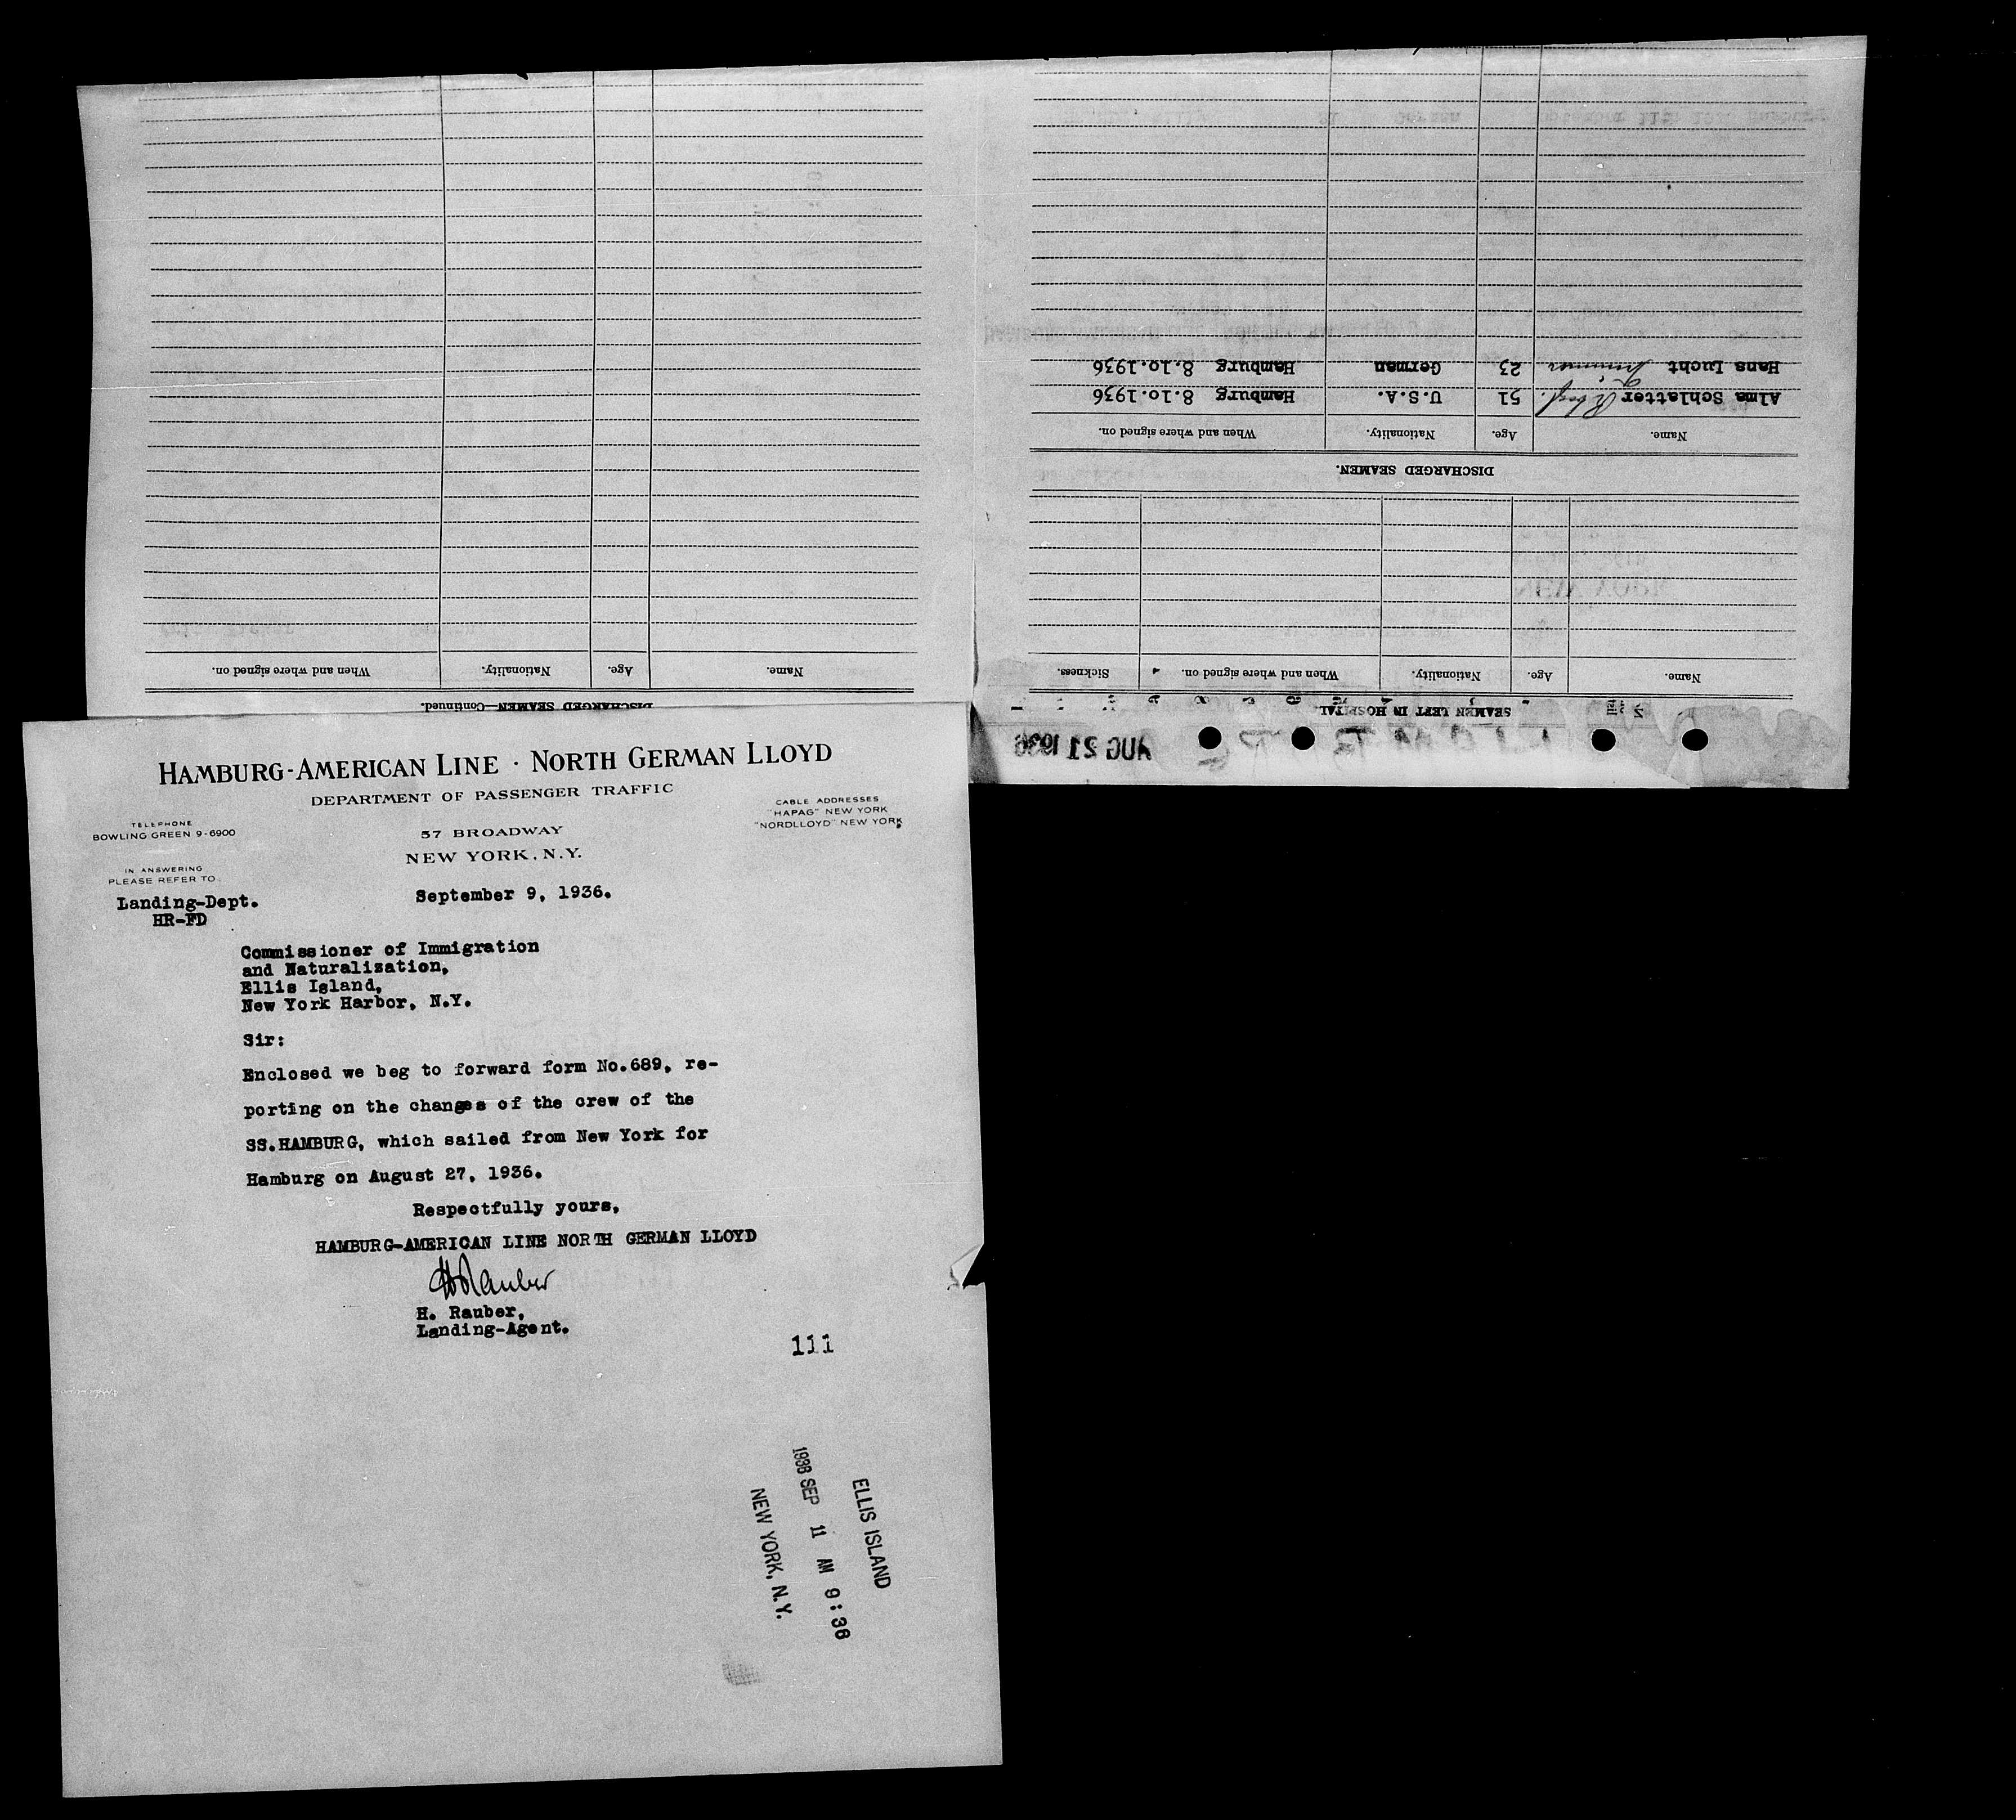 HAMBURG-AMERICAN LINE · NORTH GERMAN LLOYD
DEPARTMENT OF PASSENGER TRAFFIC
TELEPHONE
BOWLING GREEN 9-6900
57 BROADWAY
NEW YORK, N.Y.
CABLE ADDRESSES
"HAPAG" NEW YORK
"NORDLLOYD" NEW YORK
IN ANSWERING
PLEASE REFER TO
Landing-Dept.
HR-FD
September 9, 1936.
Commissioner of Immigration
and Naturalization,
Ellis Island,
New York Harbor, N.Y.
Sir:
Enclosed we beg to forward form No.689, re-
porting on the changes of the crew of the
SS.HAMBURG, which sailed from New York for
Hamburg on August 27, 1936.
Respectfully yours,
HAMBURG-AMERICAN LINE NORTH GERMAN LLOYD
HRauber
H. Rauber,
Landing-Agent.
111
ELLIS ISLAND
1936 SEP 11 AM 9:36
NEW YORK, N.Y.
AUG 21 1936
SEAMEN LEFT IN HOSPITAL
Name. Age. Nationality. When and where signed on. Sickness.
DISCHARGED SEAMEN.
Name. Age. Nationality. When and where signed on.
Alma Schlatter 51 U.S.A. Hamburg 8.10.1936
Hans Lucht 23 German Hamburg 8.10.1936
DISCHARGED SEAMEN—Continued.
Name. Age. Nationality. When and where signed on.